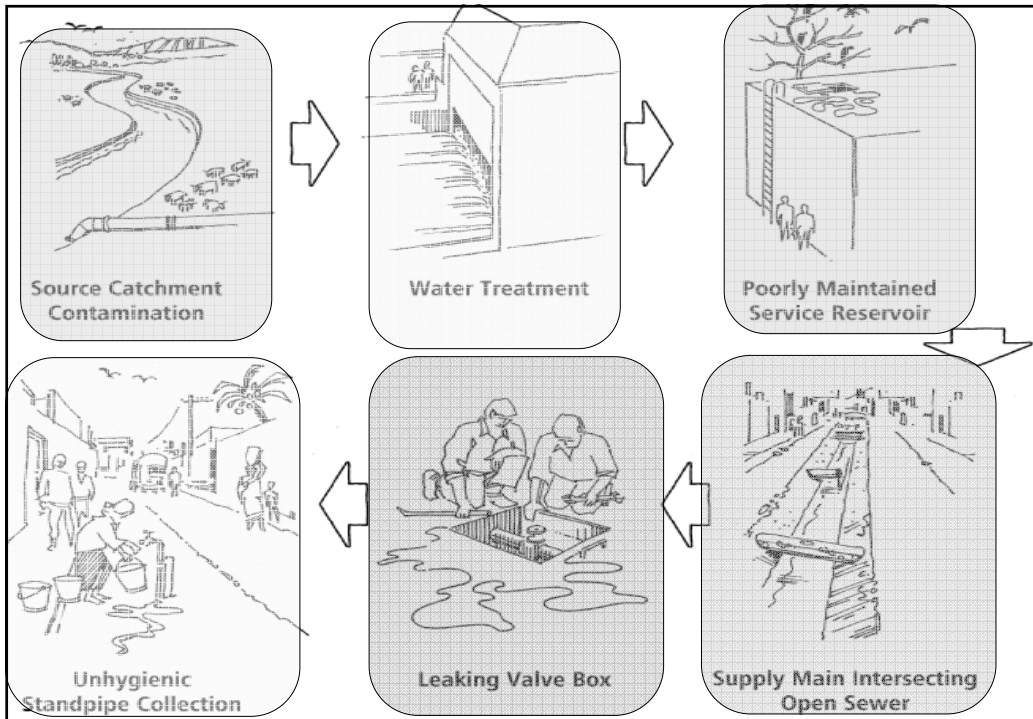 Source Catchment
Contamination
Water Treatment
Poorly Maintained
Service Reservoir
Supply Main Intersecting
Open Sewer
Leaking Valve Box
Unhygienic
Standpipe Collection